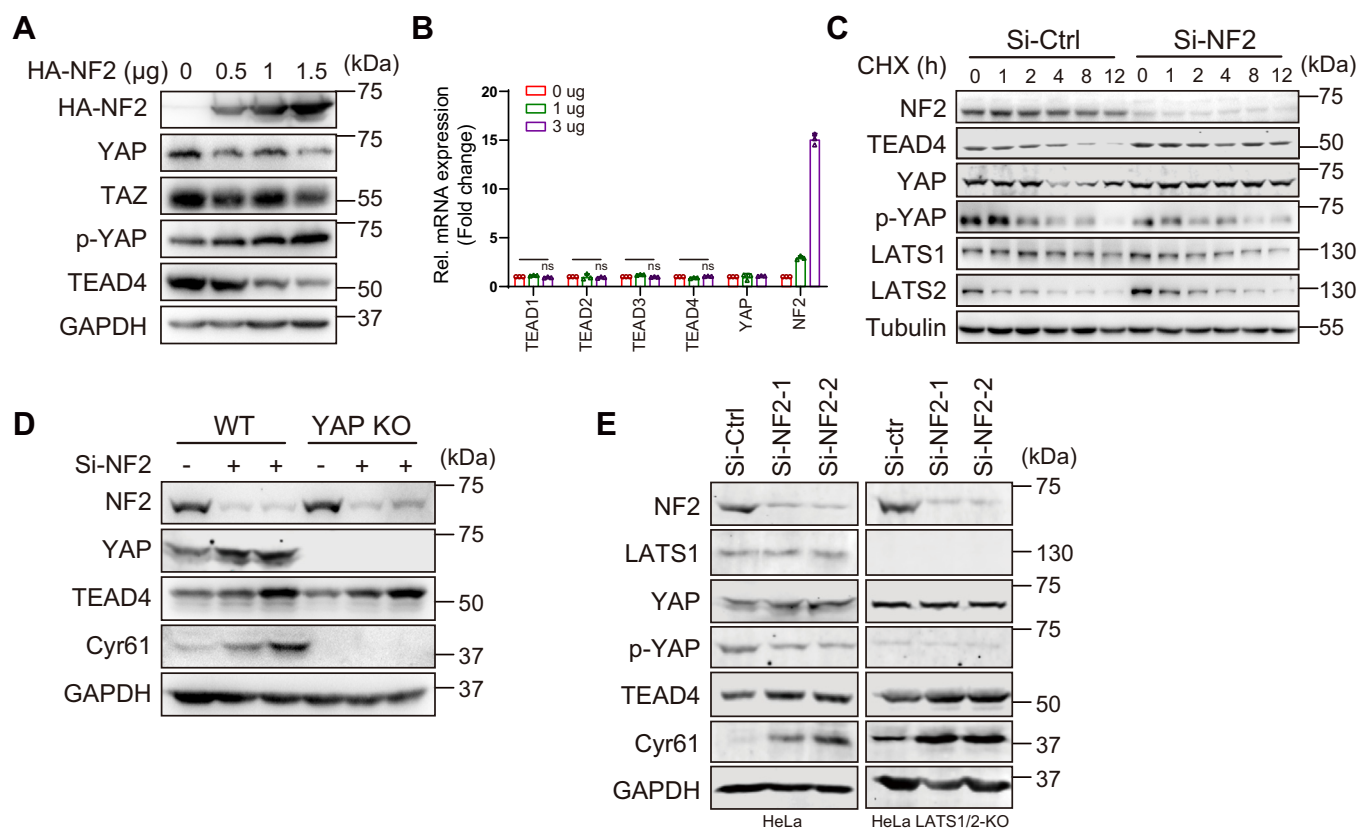 A
HA-NF2 (µg) 0 0.5 1 1.5 (kDa)
HA-NF2 75
YAP 75
TAZ 55
p-YAP 75
TEAD4 50
GAPDH 37
B
Rel. mRNA expression
(Fold change)
20
15
10
5
0
0 ug
1 ug
3 ug
ns ns ns ns
TEAD1 TEAD2 TEAD3 TEAD4 YAP NF2
C
Si-Ctrl Si-NF2
CHX (h) 0 1 2 4 8 12 0 1 2 4 8 12 (kDa)
NF2 75
TEAD4 50
YAP 75
p-YAP 75
LATS1 130
LATS2 130
Tubulin 55
D
WT YAP KO
Si-NF2 - + + - + + (kDa)
NF2 75
YAP 75
TEAD4 50
Cyr61 37
GAPDH 37
E
Si-Ctrl Si-NF2-1 Si-NF2-2 Si-ctr Si-NF2-1 Si-NF2-2 (kDa)
NF2 75
LATS1 130
YAP 75
p-YAP 75
TEAD4 50
Cyr61 37
GAPDH 37
HeLa HeLa LATS1/2-KO